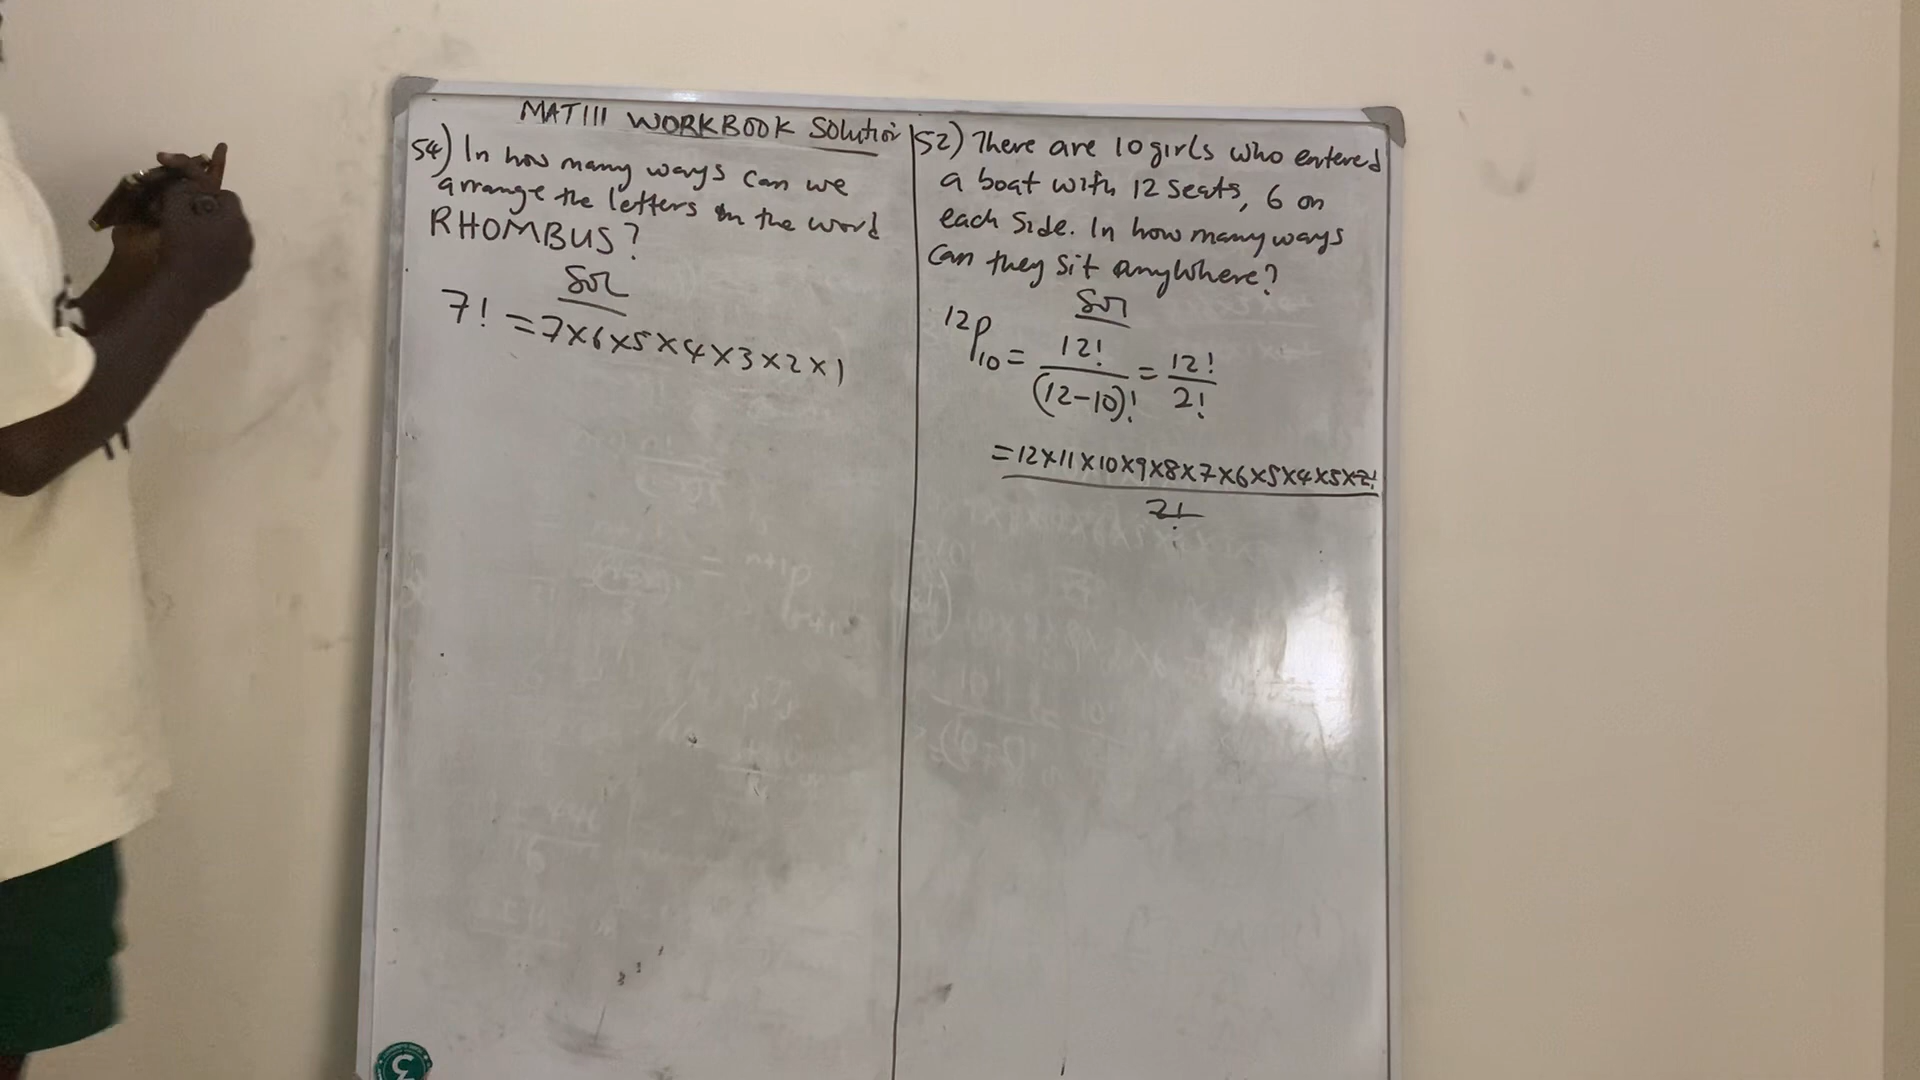 MAT111 WORKBOOK Solution
54) In how many ways can we
arrange the letters in the word
RHOMBUS?
Sol
7! = 7×6×5×4×3×2×1
52) There are 10 girls who entered
a boat with 12 seats, 6 on
each side. In how many ways
can they sit anywhere?
Sol
12P10 = 12!/(12-10)! = 12!/2!
= 12×11×10×9×8×7×6×5×4×5×2!
2!